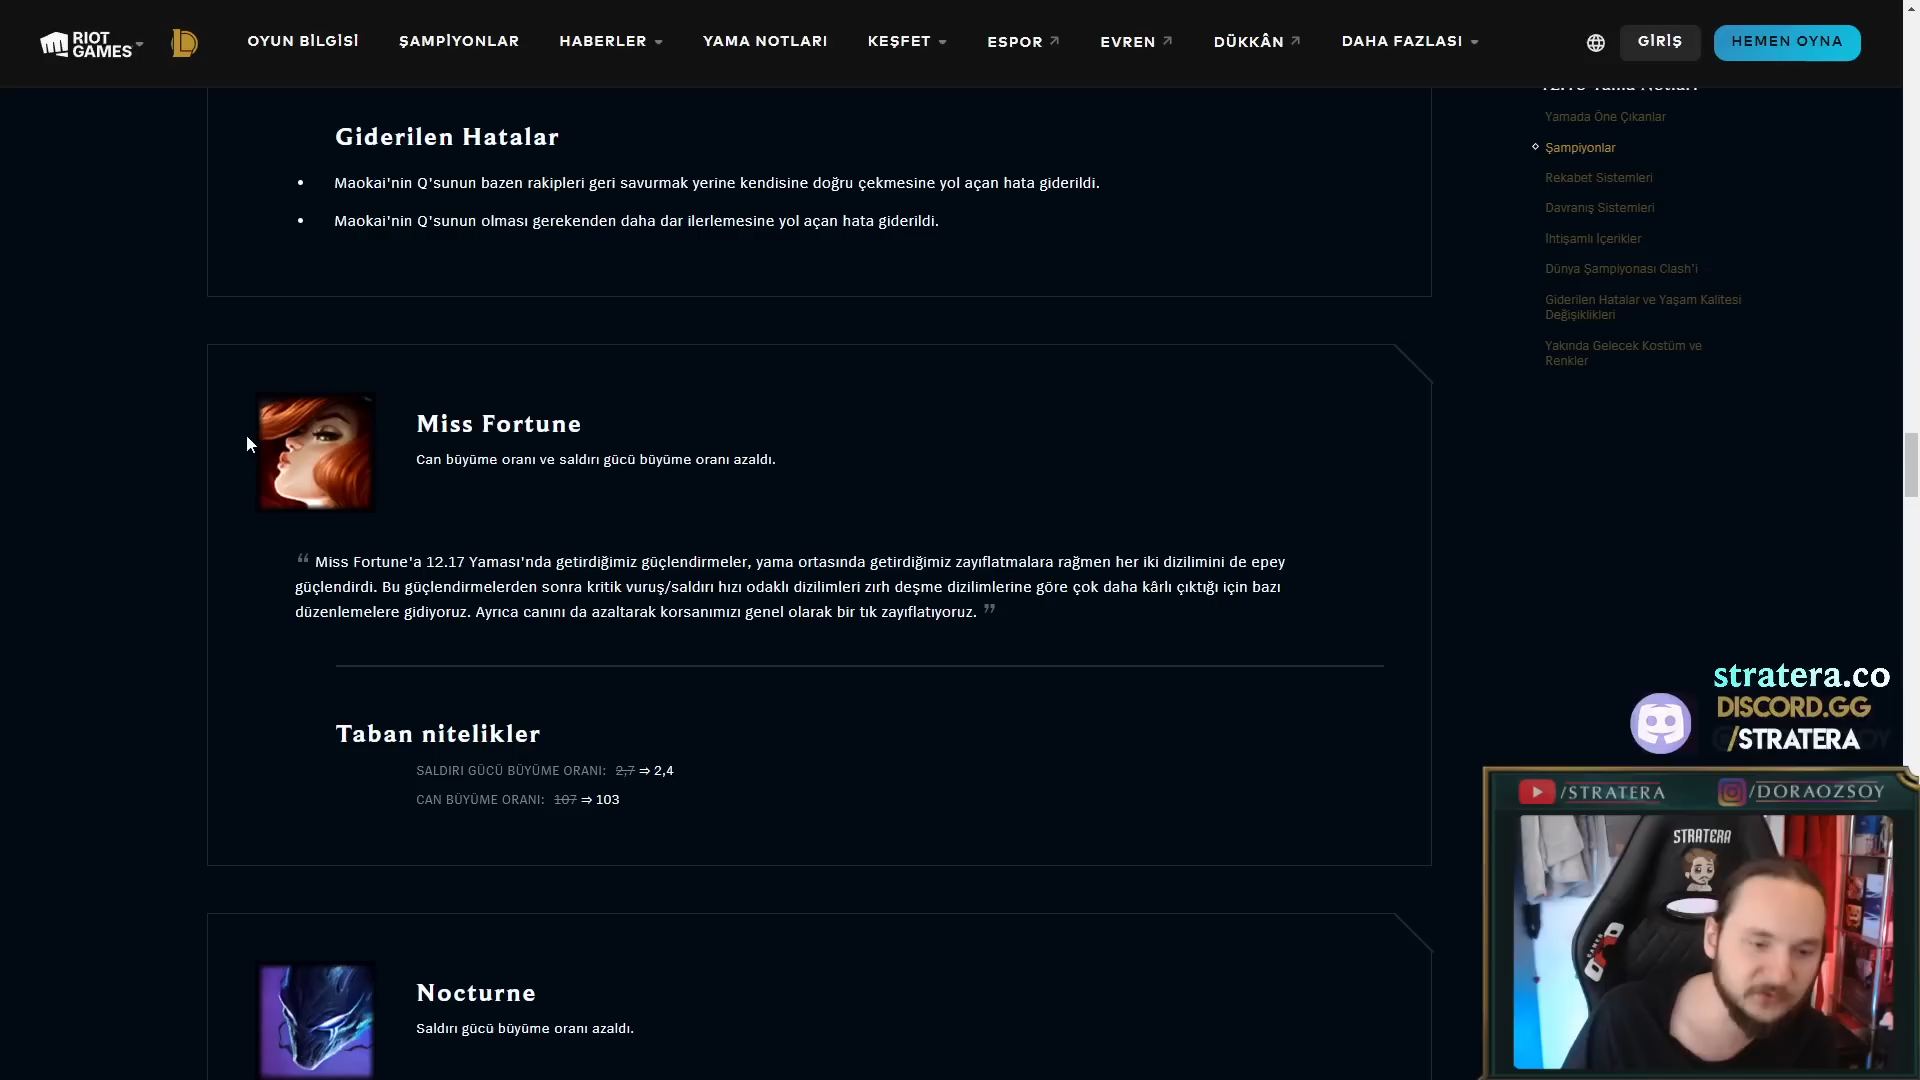 RIOT GAMES
OYUN BİLGİSİ
ŞAMPİYONLAR
HABERLER
YAMA NOTLARI
KEŞFET
ESPOR
EVREN
DÜKKÂN
DAHA FAZLASI
GİRİŞ
HEMEN OYNA
Giderilen Hatalar
• Maokai'nin Q'sunun bazen rakipleri geri savurmak yerine kendisine doğru çekmesine yol açan hata giderildi.
• Maokai'nin Q'sunun olması gerekenden daha dar ilerlemesine yol açan hata giderildi.
Miss Fortune
Can büyüme oranı ve saldırı gücü büyüme oranı azaldı.
“ Miss Fortune'a 12.17 Yaması'nda getirdiğimiz güçlendirmeler, yama ortasında getirdiğimiz zayıflatmalara rağmen her iki dizilimini de epey
güçlendirdi. Bu güçlendirmelerden sonra kritik vuruş/saldırı hızı odaklı dizilimleri zırh deşme dizilimlerine göre çok daha kârlı çıktığı için bazı
düzenlemelere gidiyoruz. Ayrıca canını da azaltarak korsanımızı genel olarak bir tık zayıflatıyoruz. ”
Taban nitelikler
SALDIRI GÜCÜ BÜYÜME ORANI: 2,7 ⇒ 2,4
CAN BÜYÜME ORANI: 107 ⇒ 103
Nocturne
Saldırı gücü büyüme oranı azaldı.
Yama Notları
Yamada Öne Çıkanlar
Şampiyonlar
Rekabet Sistemleri
Davranış Sistemleri
İhtişamlı İçerikler
Dünya Şampiyonası Clash'i
Giderilen Hatalar ve Yaşam Kalitesi
Değişiklikleri
Yakında Gelecek Kostüm ve
Renkler
stratera.co
DISCORD.GG
/STRATERA
/STRATERA
/DORAOZSOY
STRATERA